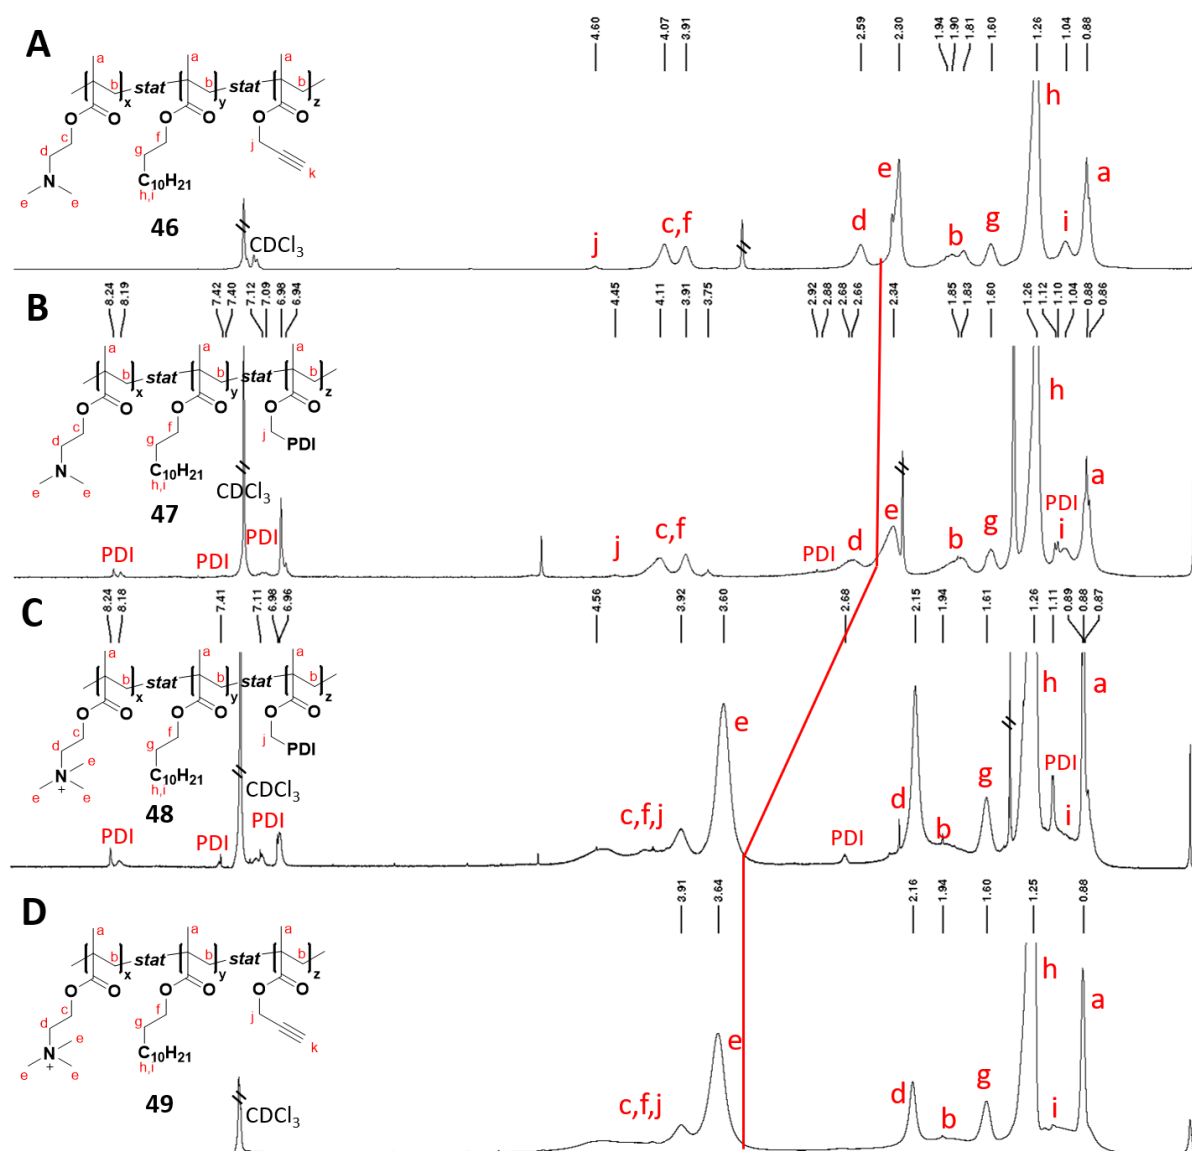 A
4.60 4.07 3.91 2.59 2.30 1.94 1.90 1.81 1.60 1.26 1.04 0.88
a a a
b x stat b y stat b z
O O O O O O
c f j
d g k
N C10H21
e e h,i
46
CDCl3
j c,f d e b g h i a
B
8.24 8.19 7.42 7.40 7.12 7.09 6.98 6.94 4.45 4.11 3.91 3.75 2.92 2.88 2.68 2.66 2.34 1.85 1.83 1.60 1.26 1.12 1.10 1.04 0.88 0.86
a a a
b x stat b y stat b z
O O O O O O
c f j
d g PDI
N C10H21
e e h,i
47
CDCl3
PDI PDI PDI j c,f PDI d e b g h PDI i a
C
8.24 8.18 7.41 7.11 6.98 6.96 4.56 3.92 3.60 2.68 2.15 1.94 1.61 1.26 1.11 0.89 0.88 0.87
a a a
b x stat b y stat b z
O O O O O O
c f j
d g PDI
e N + C10H21
e e h,i
48
CDCl3
PDI PDI PDI c,f,j e PDI d b g h PDI i a
D
3.91 3.64 2.16 1.94 1.60 1.25 0.88
a a a
b x stat b y stat b z
O O O O O O
c f j
d g k
e N + C10H21
e e h,i
49
CDCl3
c,f,j e d b g h i a